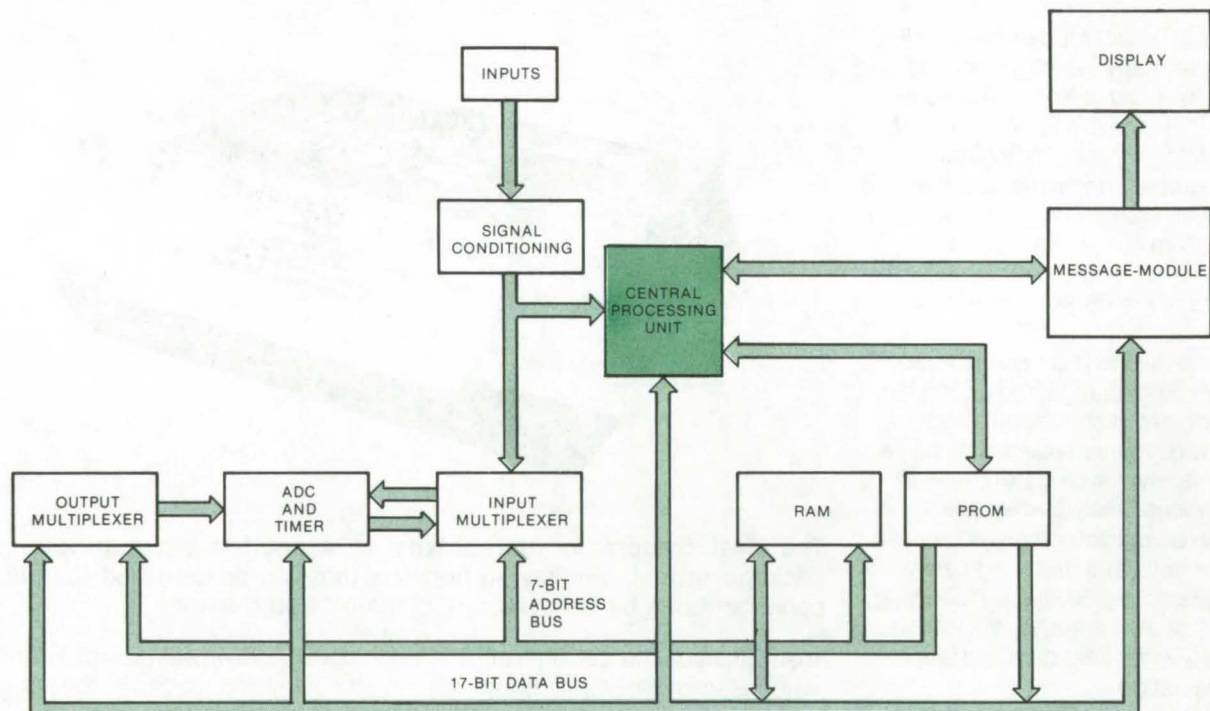 DISPLAY
INPUTS
SIGNAL
CONDITIONING
CENTRAL
PROCESSING
UNIT
MESSAGE-MODULE
OUTPUT
MULTIPLEXER
ADC
AND
TIMER
INPUT
MULTIPLEXER
RAM
PROM
7-BIT
ADDRESS
BUS
17-BIT DATA BUS